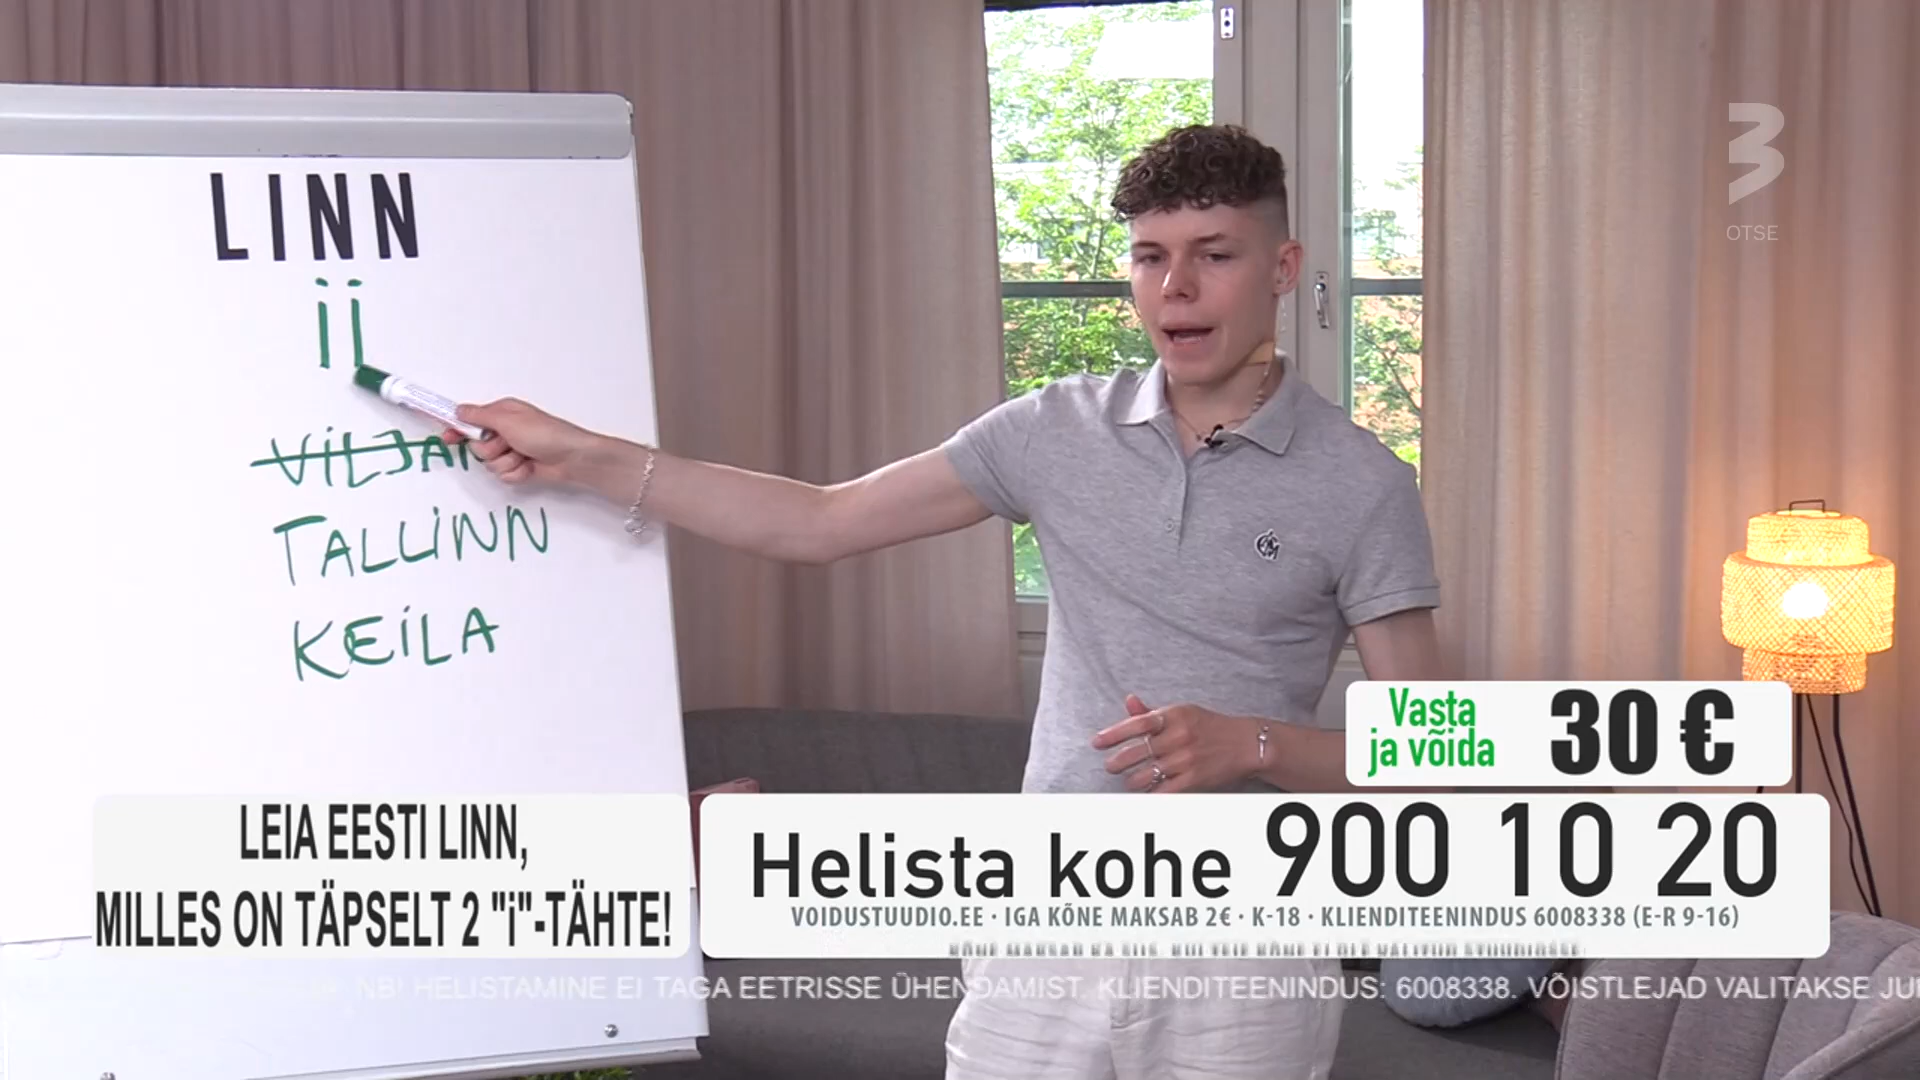 3
OTSE
LINN
ii
TALLINN
KEILA
Vasta
ja võida
30 €
LEIA EESTI LINN,
MILLES ON TÄPSELT 2 "i"-TÄHTE!
Helista kohe 900 10 20
VOIDUSTUUDIO.EE · IGA KÕNE MAKSAB 2€ · K-18 · KLIENDITEENINDUS 6008338 (E-R 9-16)
NB! HELISTAMINE EI TAGA EETRISSE ÜHENDAMIST. KLIENDITEENINDUS: 6008338. VÕISTLEJAD VALITAKSE